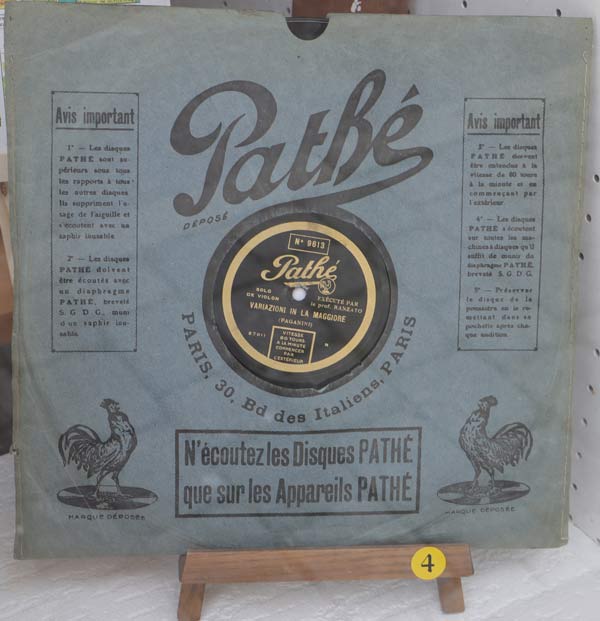 Pathé
DÉPOSÉ
Avis important
1° — Les disques
PATHÉ sont su-
périeurs sous tous
les rapports à tous
les autres disques
Ils suppriment l'u-
sage de l'aiguille et
s'écoutent avec un
saphir inusable.
2° — Les disques
PATHÉ doivent
être écoutés avec
un diaphragme
PATHÉ, breveté
S. G. D. G., muni
d'un saphir inu-
sable.
Avis important
3° — Les disques
PATHÉ doivent
être entendus à la
vitesse de 80 tours
à la minute et en
commençant par
l'extérieur
4° — Les disques
PATHÉ s'écoutent
sur toutes les ma-
chines à disques qu'il
suffit de munir du
diaphragme PATHÉ,
breveté S. G. D. G.
5° — Préserver
le disque de la
poussière en le re-
mettant dans sa
pochette après cha-
que audition.
N° 9613
Pathé
SOLO
DE VIOLON
EXÉCUTÉ PAR
le prof. RANZATO
VARIAZIONI IN LA MAGGIORE
(PAGANINI)
VITESSE
80 TOURS
A LA MINUTE
COMMENCER
PAR
L'EXTÉRIEUR
PARIS, 30, Bd des Italiens, PARIS
N'écoutez les Disques PATHÉ
que sur les Appareils PATHÉ
MARQUE DÉPOSÉE
MARQUE DÉPOSÉE
4